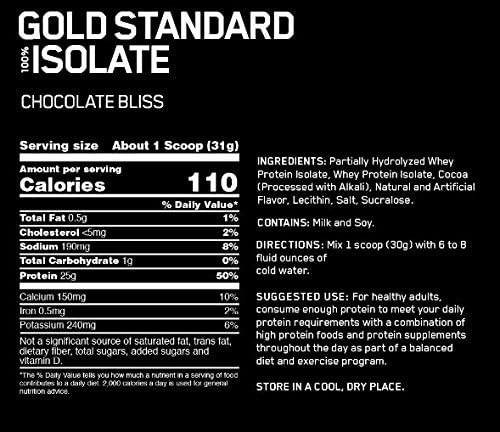 GOLD STANDARD
100% ISOLATE
CHOCOLATE BLISS
Serving size About 1 Scoop (31g)
Amount per serving
Calories 110
% Daily Value*
Total Fat 0.5g 1%
Cholesterol <5mg 2%
Sodium 190mg 8%
Total Carbohydrate 1g 0%
Protein 25g 50%
Calcium 150mg 10%
Iron 0.5mg 2%
Potassium 240mg 6%
Not a significant source of saturated fat, trans fat,
dietary fiber, total sugars, added sugars and
vitamin D.
*The % Daily Value tells you how much a nutrient in a serving of food
contributes to a daily diet. 2,000 calories a day is used for general
nutrition advice.
INGREDIENTS: Partially Hydrolyzed Whey
Protein Isolate, Whey Protein Isolate, Cocoa
(Processed with Alkali), Natural and Artificial
Flavor, Lecithin, Salt, Sucralose.
CONTAINS: Milk and Soy.
DIRECTIONS: Mix 1 scoop (30g) with 6 to 8
fluid ounces of
cold water.
SUGGESTED USE: For healthy adults,
consume enough protein to meet your daily
protein requirements with a combination of
high protein foods and protein supplements
throughout the day as part of a balanced
diet and exercise program.
STORE IN A COOL, DRY PLACE.